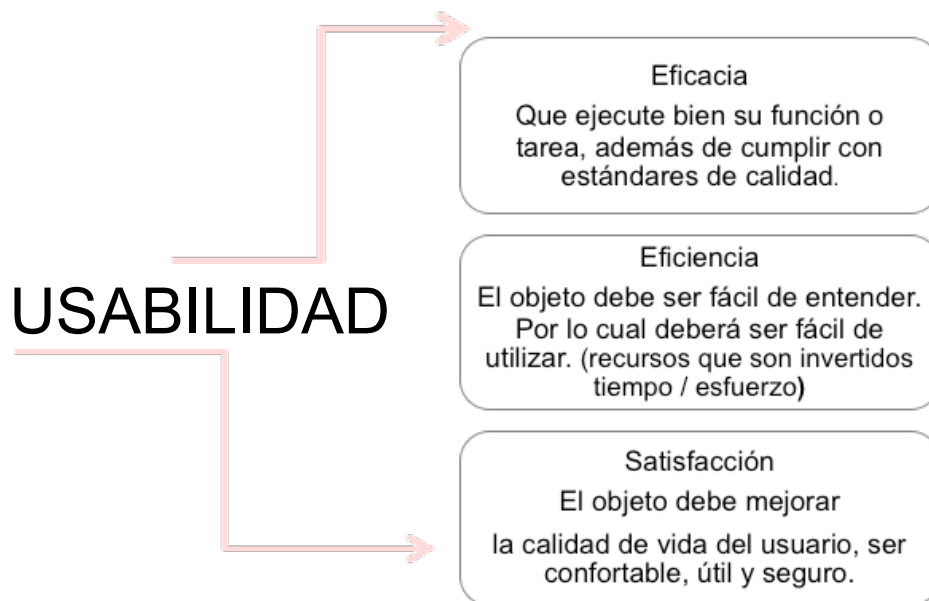 USABILIDAD
Eficacia
Que ejecute bien su función o
tarea, además de cumplir con
estándares de calidad.
Eficiencia
El objeto debe ser fácil de entender.
Por lo cual deberá ser fácil de
utilizar. (recursos que son invertidos
tiempo / esfuerzo)
Satisfacción
El objeto debe mejorar
la calidad de vida del usuario, ser
confortable, útil y seguro.